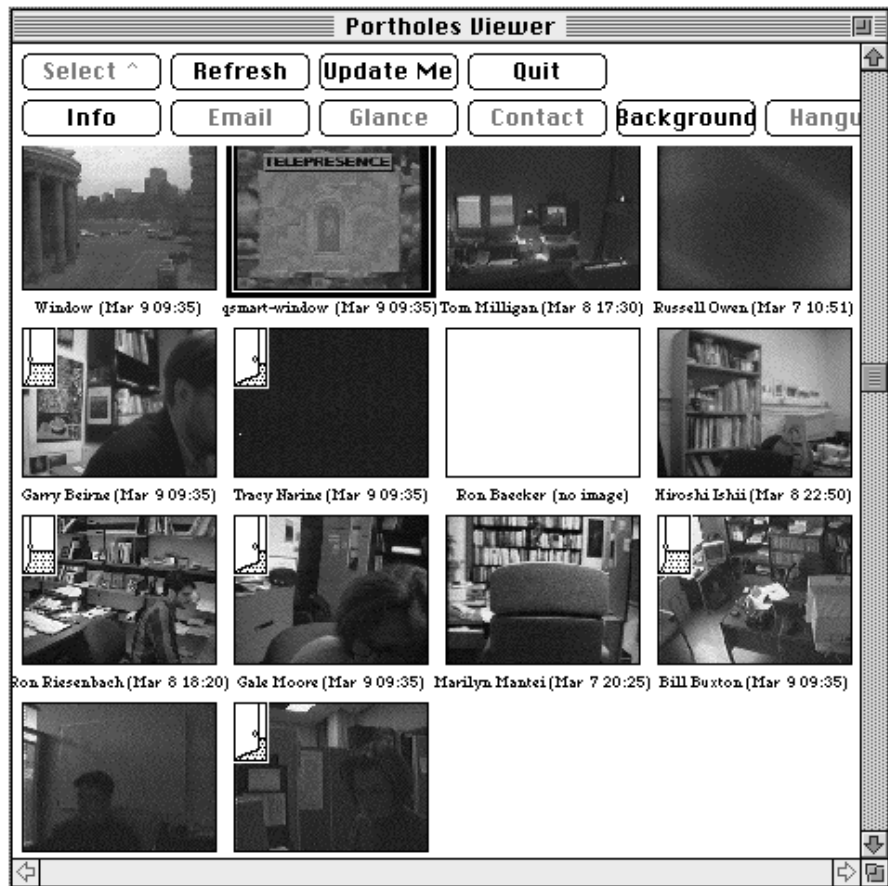 Portholes Viewer
Select ^ Refresh Update Me Quit
Info Email Glance Contact Background Hangu
TELEPRESENCE
Window (Mar 9 09:35) qsmart-window (Mar 9 09:35) Tom Milligan (Mar 8 17:30) Russell Owen (Mar 7 10:51)
Garry Beirne (Mar 9 09:35) Tracy Narine (Mar 9 09:35) Ron Baecker (no image) Hiroshi Ishii (Mar 8 22:50)
Ron Riesenbach (Mar 8 18:20) Gale Moore (Mar 9 09:35) Marilyn Mantei (Mar 7 20:25) Bill Buxton (Mar 9 09:35)